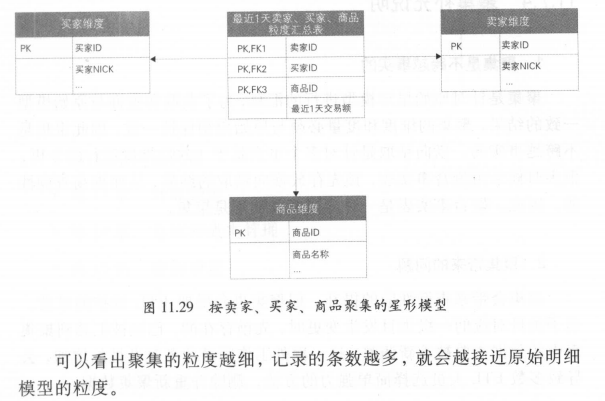 买家维度
PK 买家ID
买家NICK
...
最近1天卖家、买家、商品
粒度汇总表
PK,FK1 卖家ID
PK,FK2 买家ID
PK,FK3 商品ID
最近1天交易额
卖家维度
PK 卖家ID
卖家NICK
...
商品维度
PK 商品ID
商品名称
...
图 11.29 按卖家、买家、商品聚集的星形模型
可以看出聚集的粒度越细，记录的条数越多，就会越接近原始明细
模型的粒度。